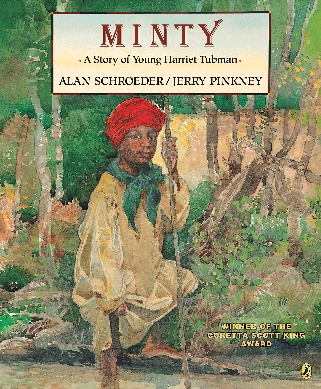 MINTY
· A Story of Young Harriet Tubman ·
ALAN SCHROEDER / JERRY PINKNEY
WINNER OF THE
CORETTA SCOTT KING
AWARD